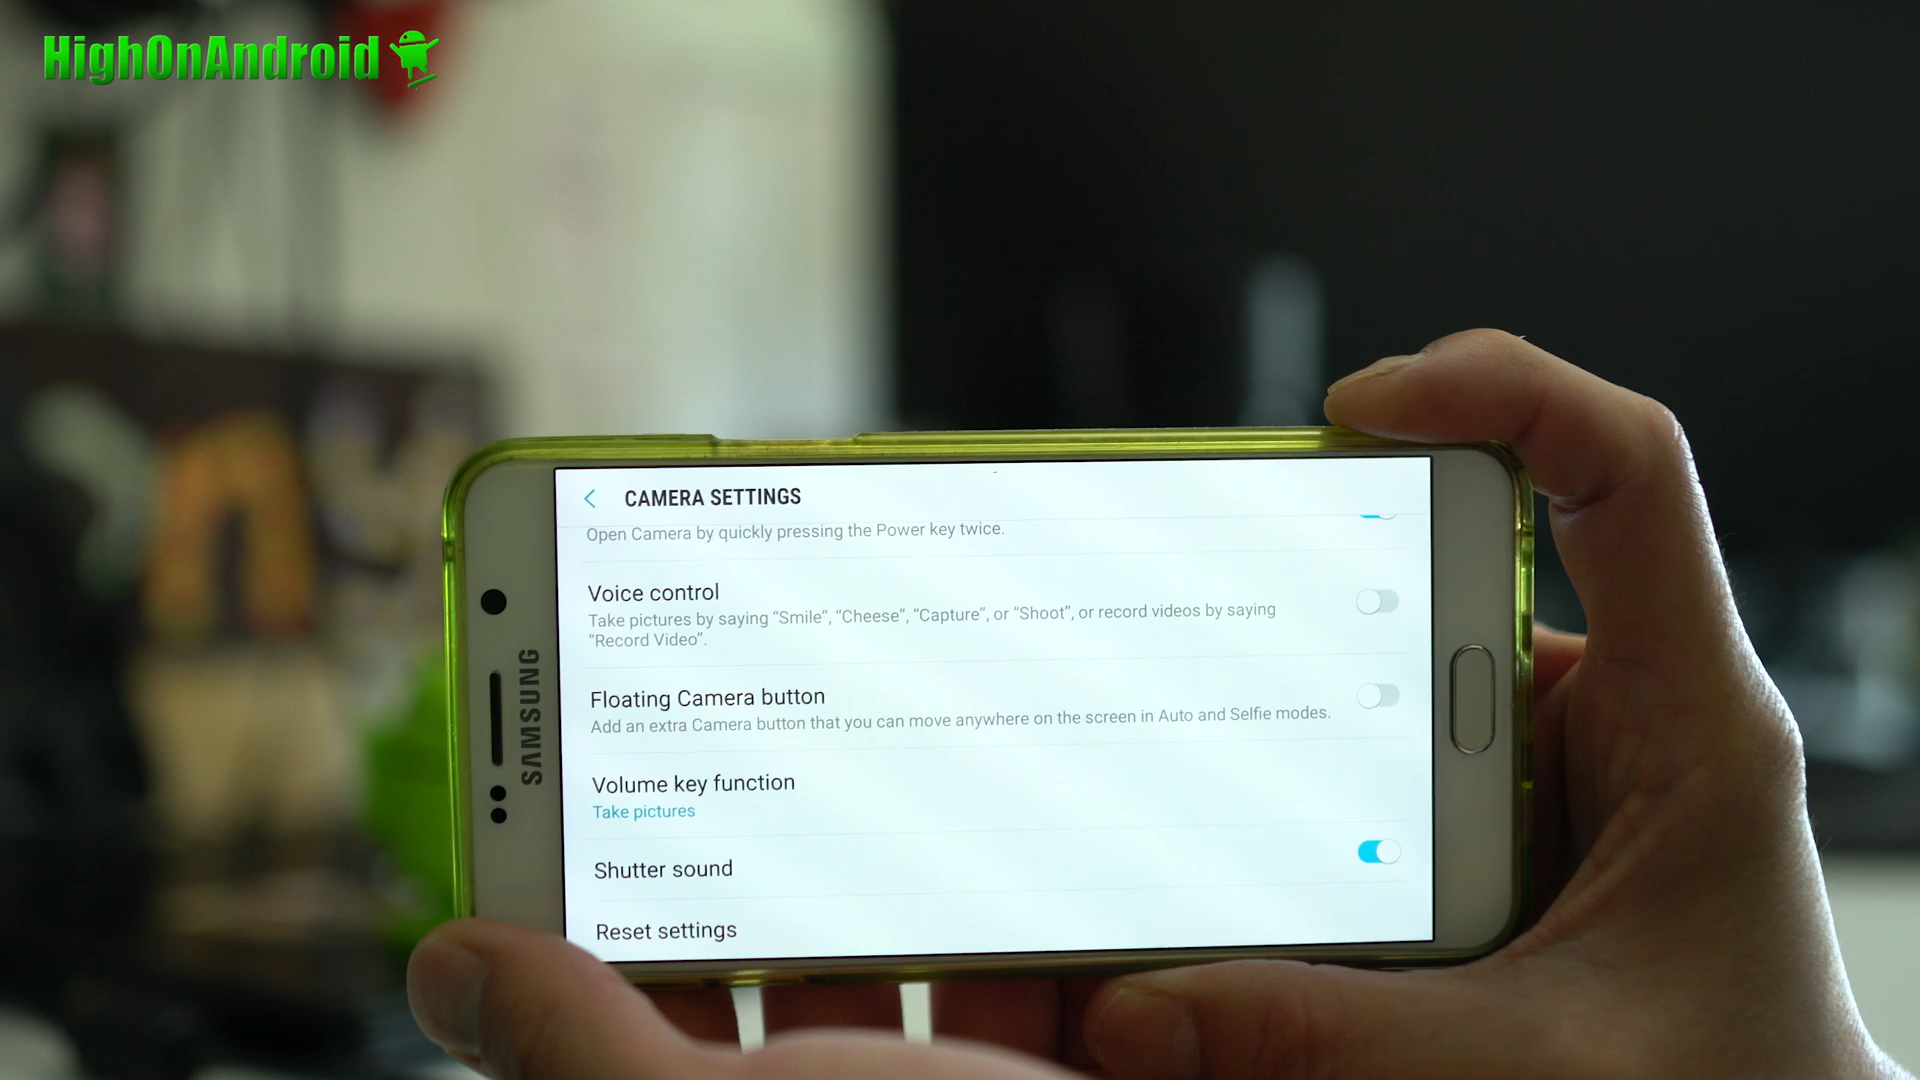 HighOnAndroid
CAMERA SETTINGS
Open Camera by quickly pressing the Power key twice.
Voice control
Take pictures by saying “Smile”, “Cheese”, “Capture”, or “Shoot”, or record videos by saying
“Record Video”.
Floating Camera button
Add an extra Camera button that you can move anywhere on the screen in Auto and Selfie modes.
Volume key function
Take pictures
Shutter sound
Reset settings
SAMSUNG